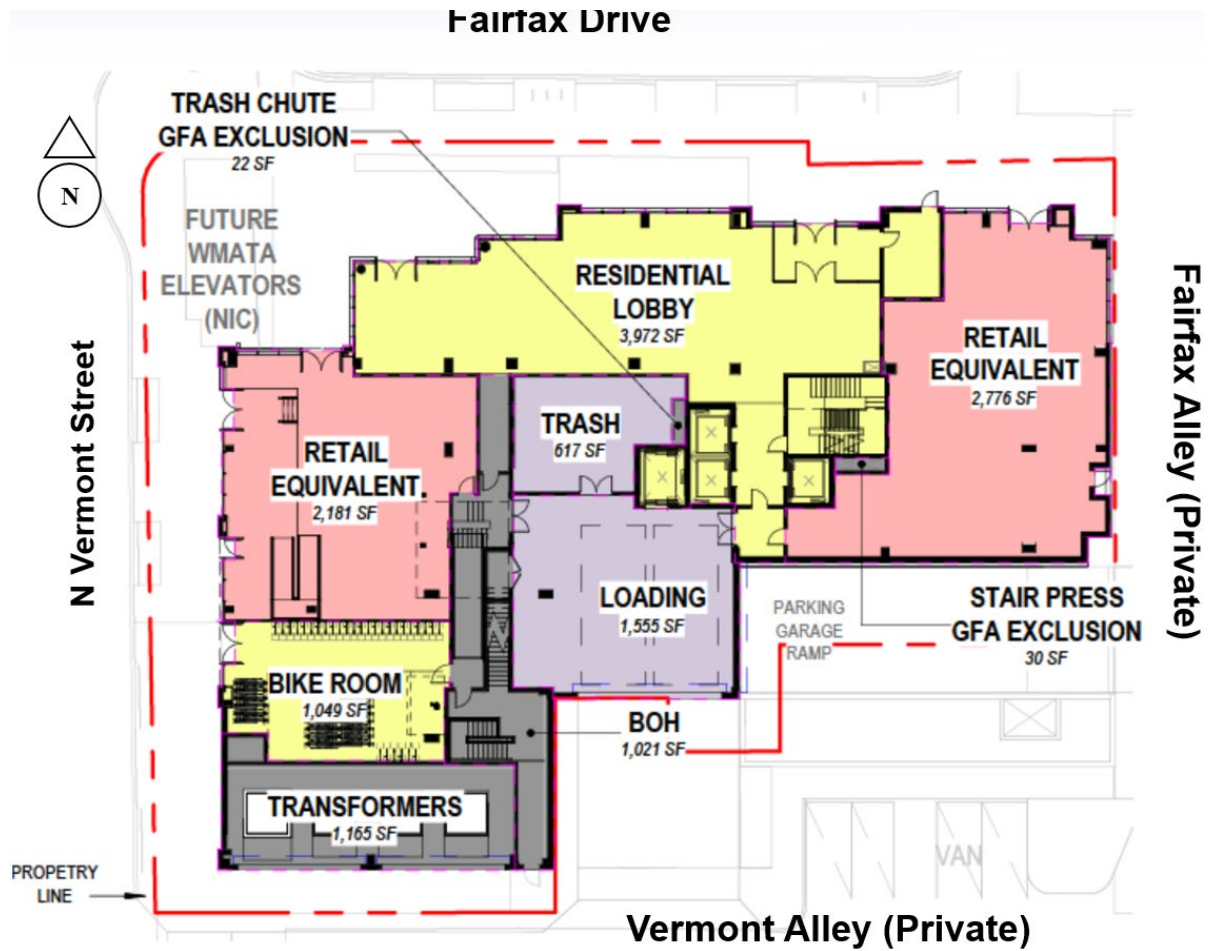 Fairfax Drive
TRASH CHUTE
GFA EXCLUSION
22 SF
N
FUTURE
WMATA
ELEVATORS
(NIC)
RESIDENTIAL
LOBBY
3,972 SF
RETAIL
EQUIVALENT
2,776 SF
Fairfax Alley (Private)
N Vermont Street
TRASH
617 SF
RETAIL
EQUIVALENT
2,181 SF
LOADING
1,555 SF
PARKING
GARAGE
RAMP
STAIR PRESS
GFA EXCLUSION
30 SF
BIKE ROOM
1,049 SF
BOH
1,021 SF
TRANSFORMERS
1,165 SF
VAN
PROPETRY
LINE
Vermont Alley (Private)